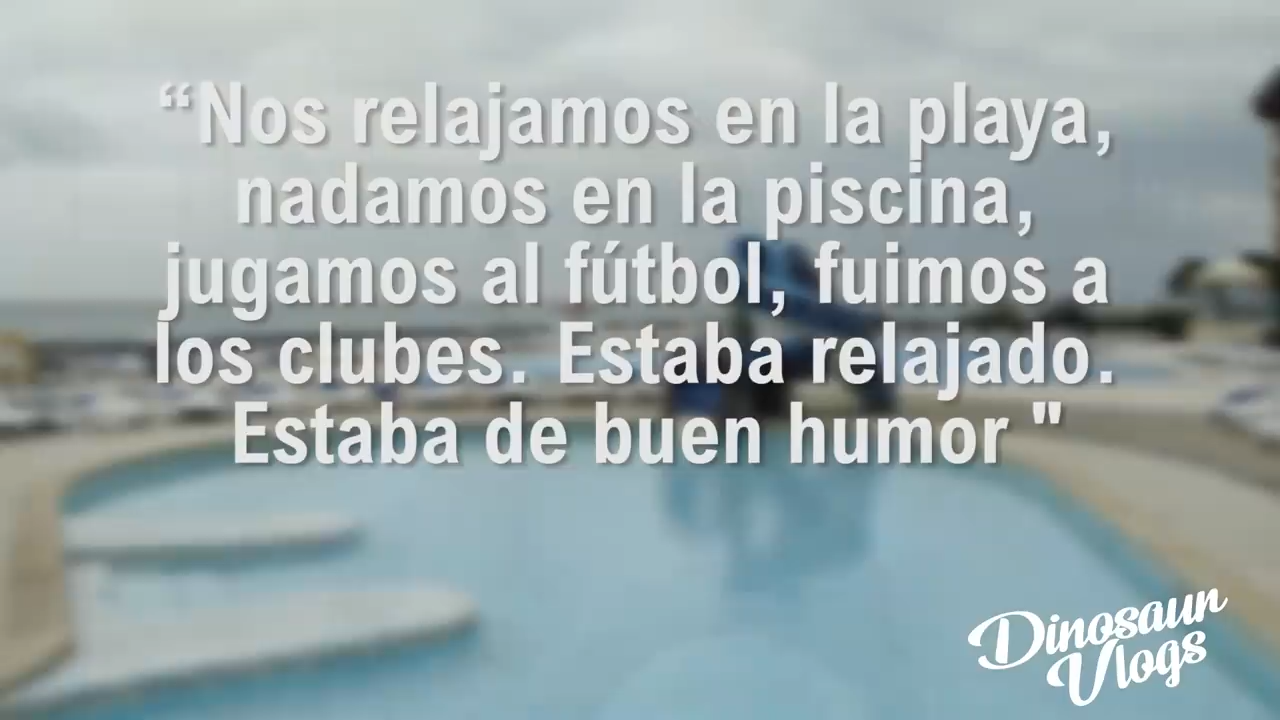 “Nos relajamos en la playa,
nadamos en la piscina,
jugamos al fútbol, fuimos a
los clubes. Estaba relajado.
Estaba de buen humor "
Dinosaur
Vlogs